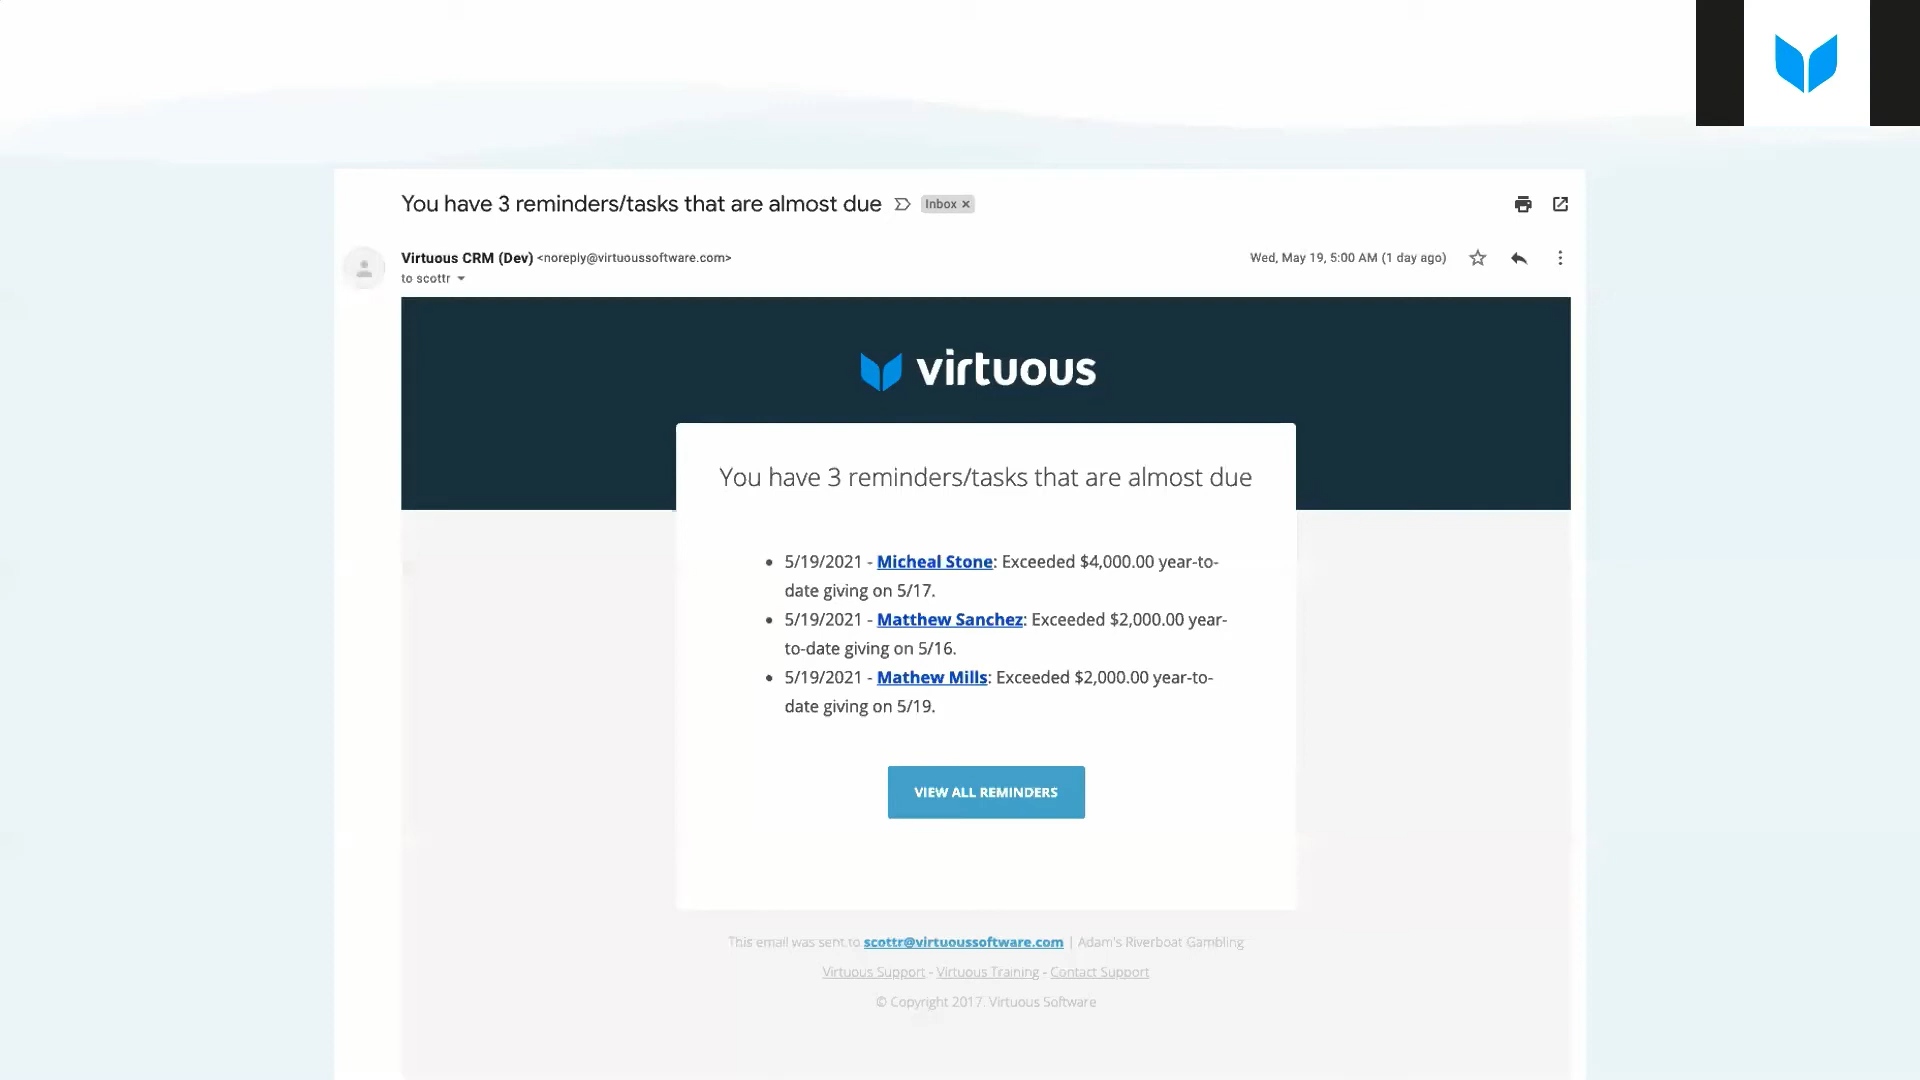 You have 3 reminders/tasks that are almost due
Inbox ×
Virtuous CRM (Dev) <noreply@virtuoussoftware.com>
Wed, May 19, 5:00 AM (1 day ago)
to scottr
virtuous
You have 3 reminders/tasks that are almost due
• 5/19/2021 - Micheal Stone: Exceeded $4,000.00 year-to-
date giving on 5/17.
• 5/19/2021 - Matthew Sanchez: Exceeded $2,000.00 year-
to-date giving on 5/16.
• 5/19/2021 - Mathew Mills: Exceeded $2,000.00 year-to-
date giving on 5/19.
VIEW ALL REMINDERS
This email was sent to scottr@virtuoussoftware.com | Adam's Riverboat Gambling
Virtuous Support - Virtuous Training - Contact Support
© Copyright 2017. Virtuous Software